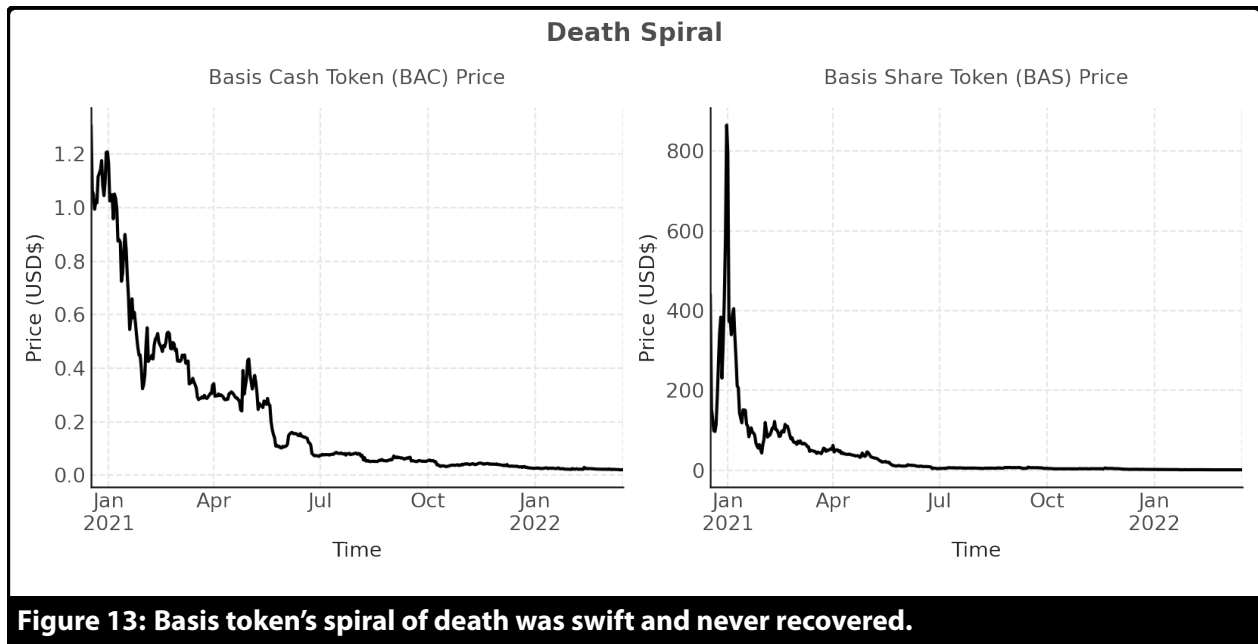 Death Spiral
Basis Cash Token (BAC) Price
Price (USD$)
1.2
1.0
0.8
0.6
0.4
0.2
0.0
Jan
2021
Apr
Jul
Oct
Jan
2022
Time
Basis Share Token (BAS) Price
Price (USD$)
800
600
400
200
0
Jan
2021
Apr
Jul
Oct
Jan
2022
Time
Figure 13: Basis token’s spiral of death was swift and never recovered.